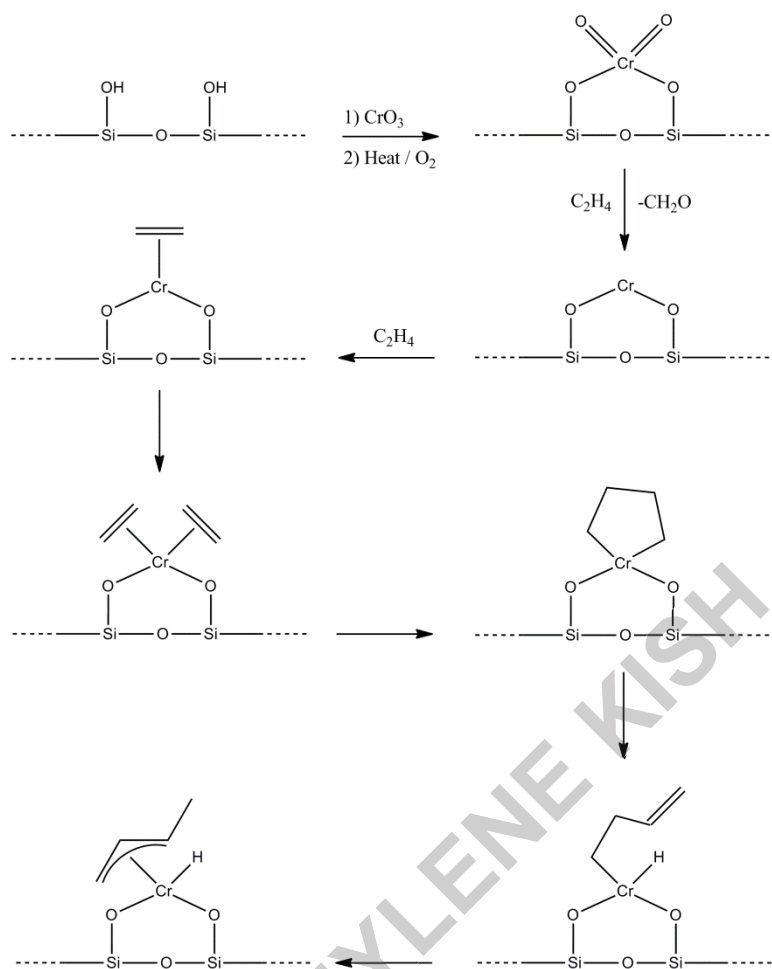 OH OH
Si O Si
1) CrO₃
2) Heat / O₂
O O
Cr
O O
Si O Si
C₂H₄ -CH₂O
Cr
O O
Si O Si
C₂H₄
Cr
O O
Si O Si
Cr
O O
Si O Si
Cr
O O
Si O Si
H
Cr
O O
Si O Si
H
Cr
O O
Si O Si
YLENE KISH